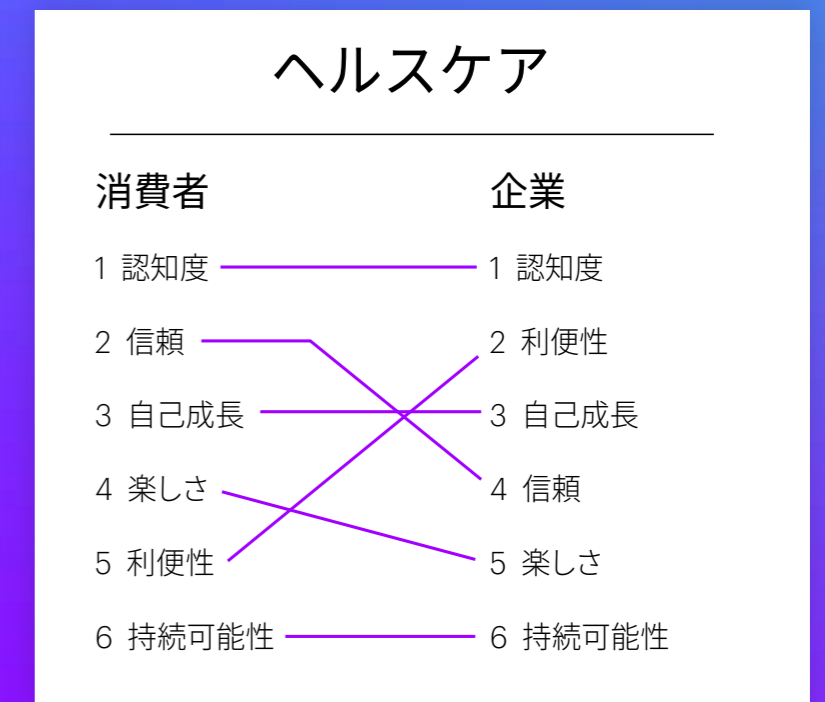 ヘルスケア
消費者 企業
1 認知度 1 認知度
2 信頼 2 利便性
3 自己成長 3 自己成長
4 楽しさ 4 信頼
5 利便性 5 楽しさ
6 持続可能性 6 持続可能性